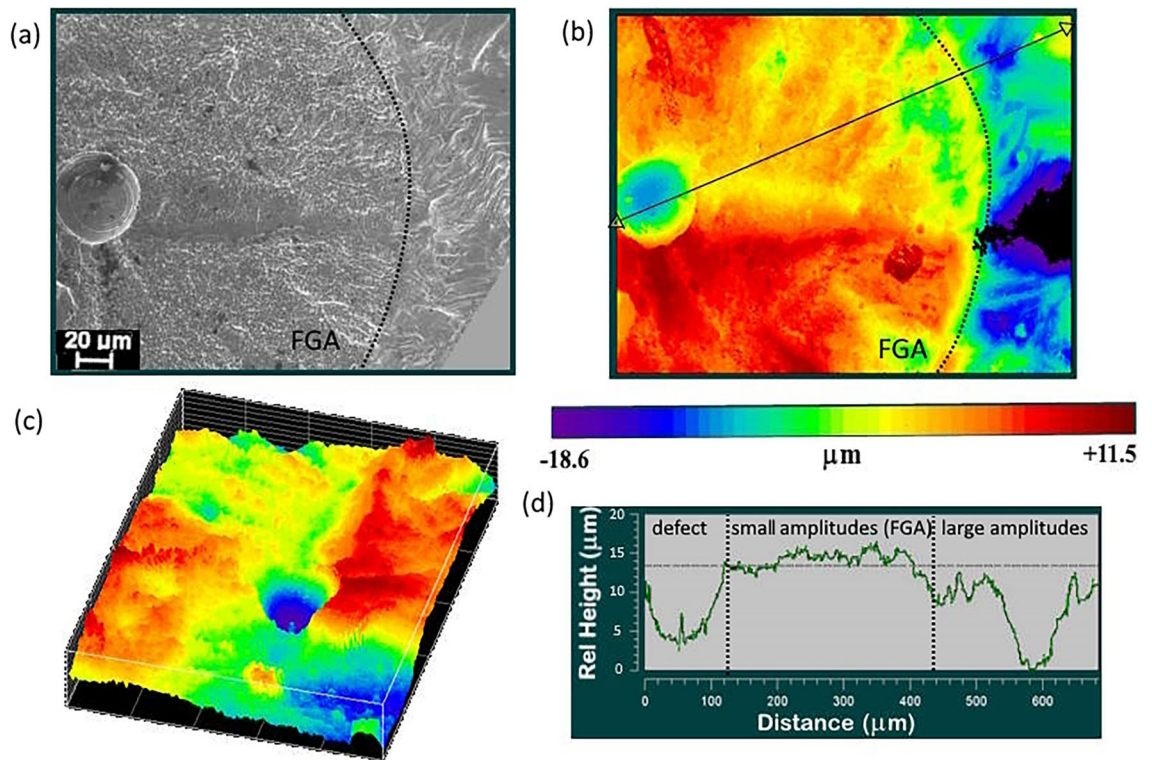 (a)
FGA
20 µm
(b)
FGA
-18.6 µm +11.5
(c)
(d)
defect small amplitudes (FGA) large amplitudes
Rel Height (µm)
20
15
10
5
0
0 100 200 300 400 500 600
Distance (µm)